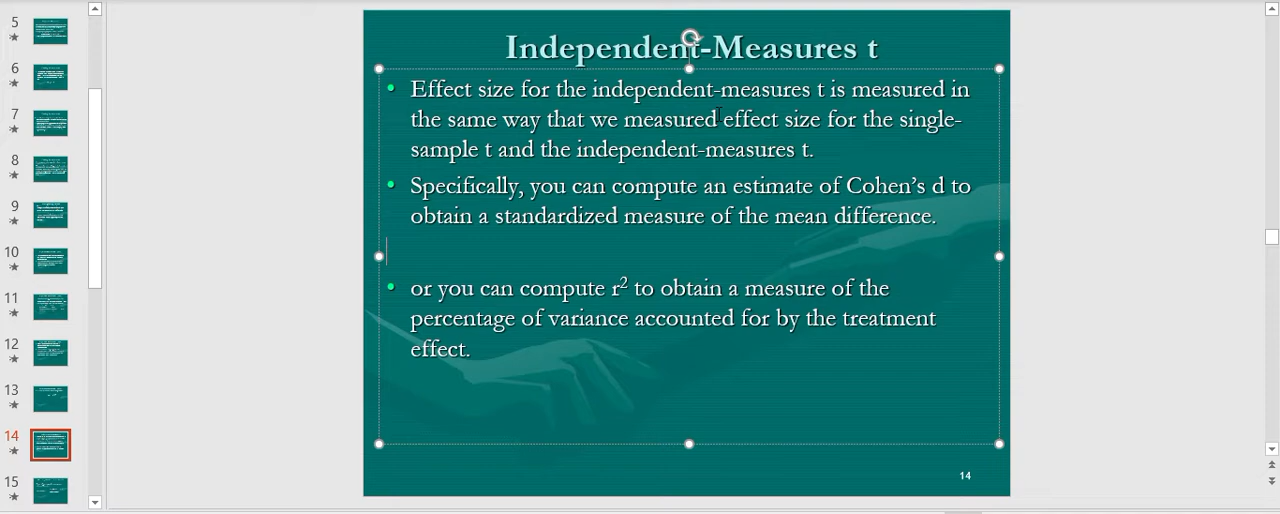 5
6
7
8
9
10
11
12
13
14
15
Independent-Measures t
• Effect size for the independent-measures t is measured in
the same way that we measured effect size for the single-
sample t and the independent-measures t.
• Specifically, you can compute an estimate of Cohen's d to
obtain a standardized measure of the mean difference.
• or you can compute r² to obtain a measure of the
percentage of variance accounted for by the treatment
effect.
14